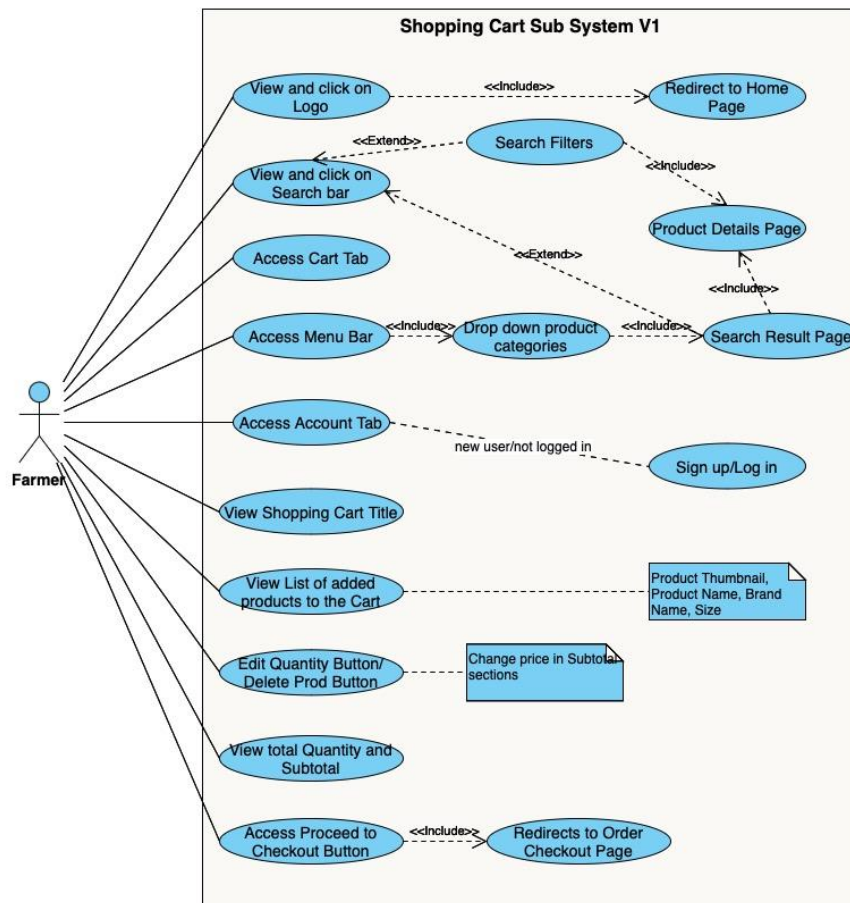 Shopping Cart Sub System V1
View and click on
Logo
<<Include>>
Redirect to Home
Page
<<Extend>>
Search Filters
View and click on
Search bar
<<Include>>
Product Details Page
Access Cart Tab
<<Extend>>
<<Include>>
Access Menu Bar
<<Include>>
Drop down product
categories
<<Include>>
Search Result Page
Access Account Tab
new user/not logged in
Sign up/Log in
Farmer
View Shopping Cart Title
View List of added
products to the Cart
Product Thumbnail,
Product Name, Brand
Name, Size
Edit Quantity Button/
Delete Prod Button
Change price in Subtotal
sections
View total Quantity and
Subtotal
Access Proceed to
Checkout Button
<<Include>>
Redirects to Order
Checkout Page